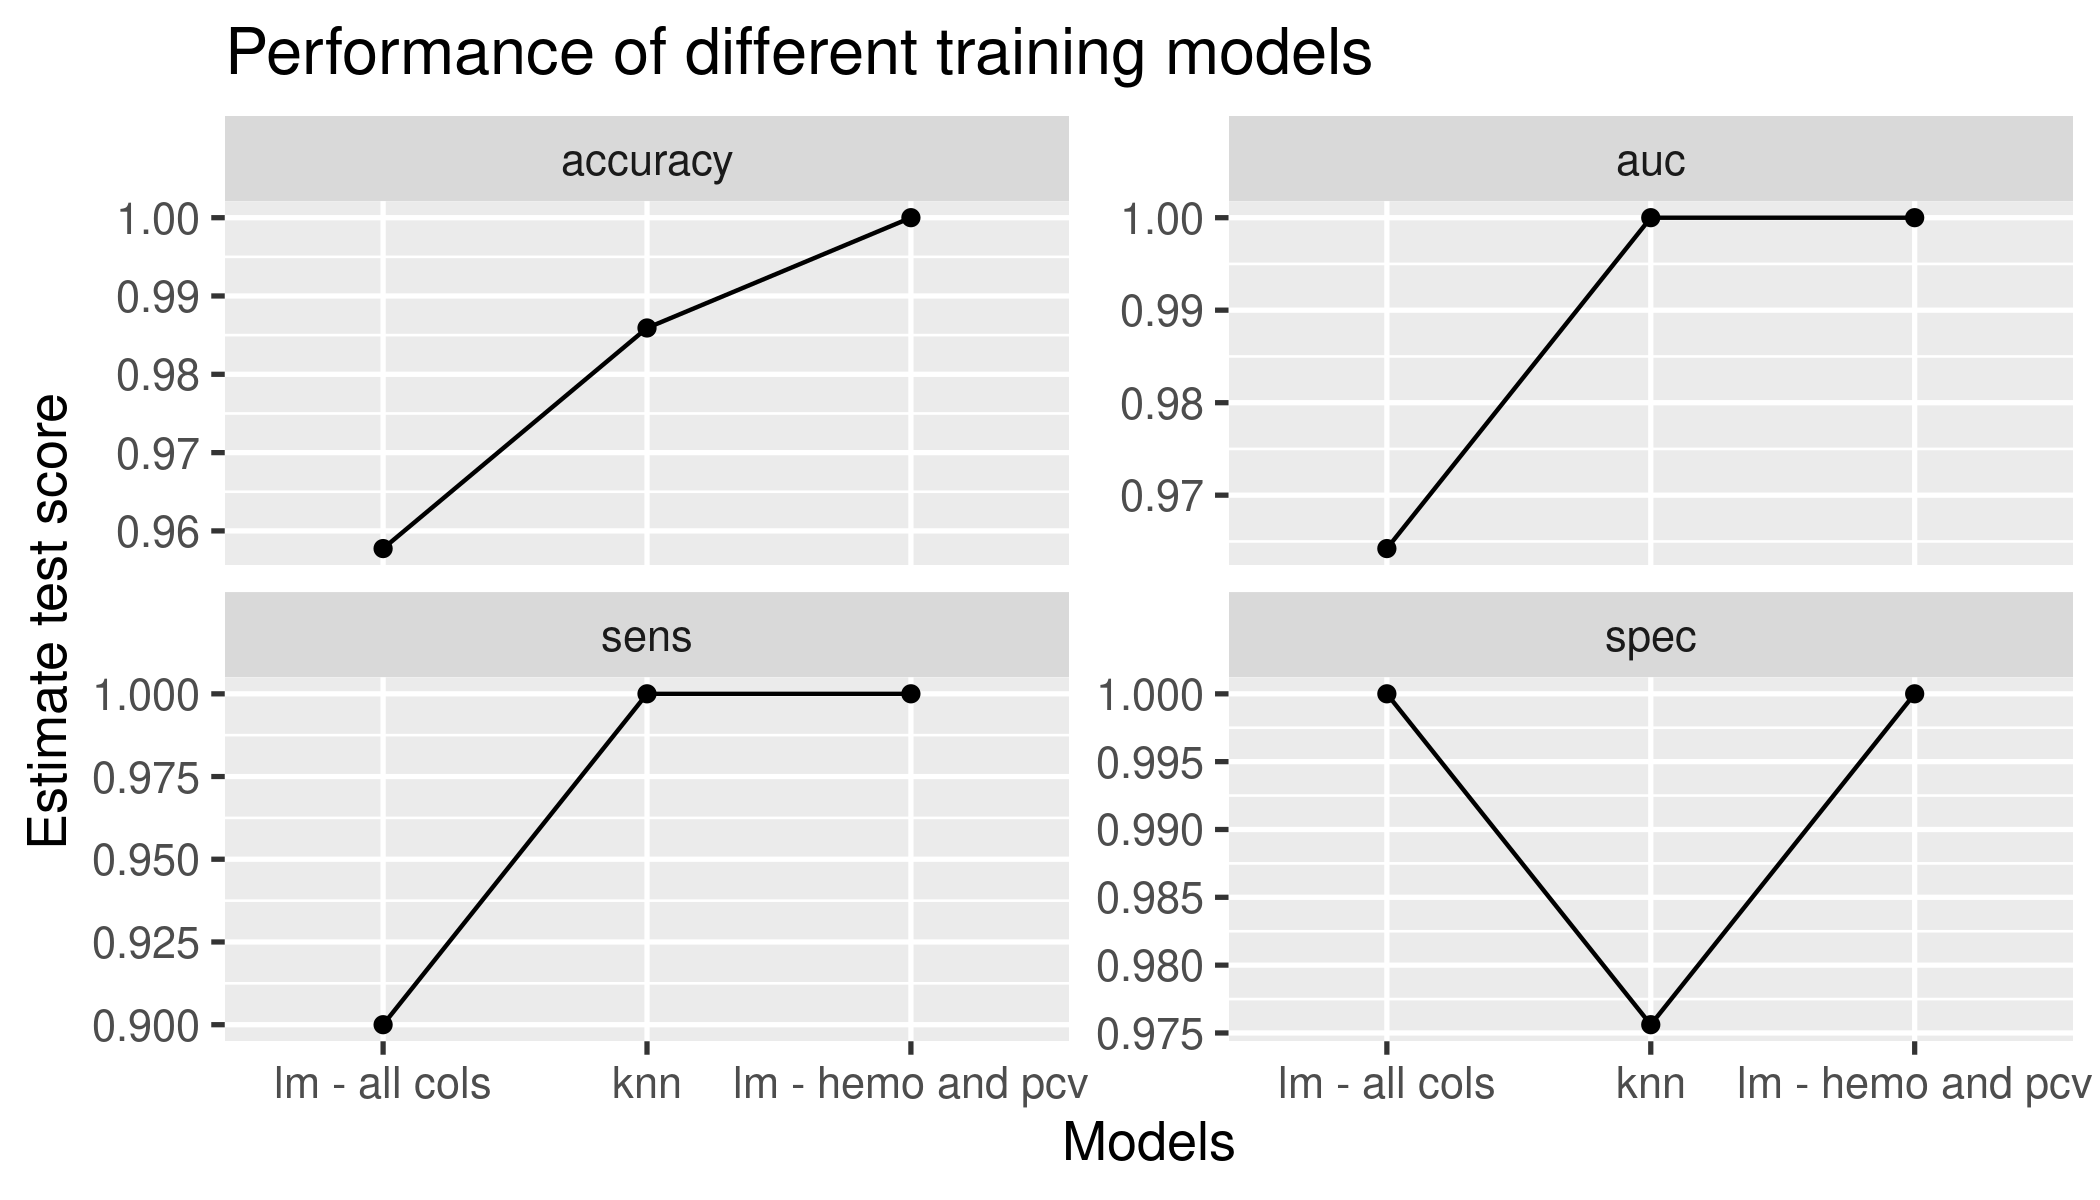 Performance of different training models
accuracy
auc
1.00
0.99
0.98
0.97
0.96
1.00
0.99
0.98
0.97
sens
spec
1.000
0.975
0.950
0.925
0.900
1.000
0.995
0.990
0.985
0.980
0.975
lm - all cols
knn
lm - hemo and pcv
lm - all cols
knn
lm - hemo and pcv
Models
Estimate test score